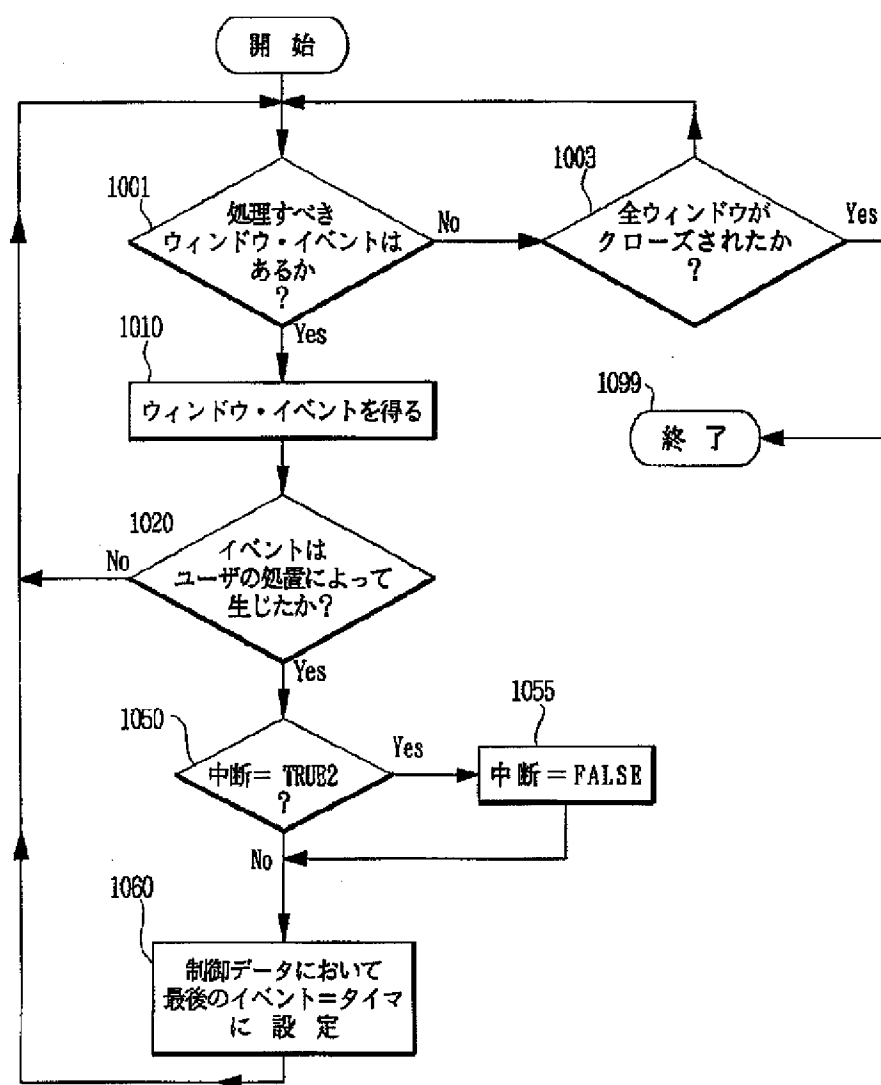 開 始
1001
処理すべき
ウィンドウ・イベントは
あるか
?
No
Yes
1003
全ウィンドウが
クローズされたか
?
Yes
1010
ウィンドウ・イベントを得る
1099
終 了
1020
イベントは
ユーザの処置によって
生じたか?
No
Yes
1050
中断= TRUE2
?
Yes
No
1055
中断=FALSE
1060
制御データにおいて
最後のイベント=タイマ
に 設 定